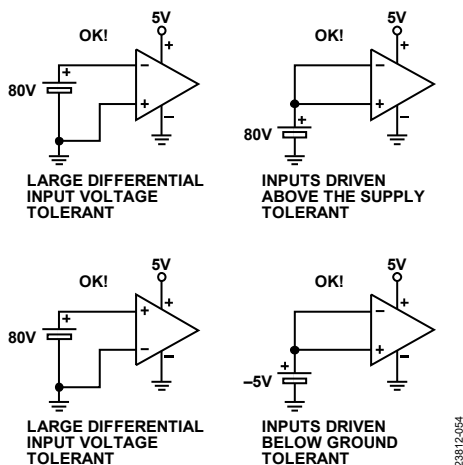 OK!
5V
+
–
+
+
80V
–
LARGE DIFFERENTIAL
INPUT VOLTAGE
TOLERANT
OK!
5V
+
–
+
+
80V
–
INPUTS DRIVEN
ABOVE THE SUPPLY
TOLERANT
OK!
5V
+
+
+
80V
–
–
LARGE DIFFERENTIAL
INPUT VOLTAGE
TOLERANT
OK!
5V
+
–
+
+
–5V
–
INPUTS DRIVEN
BELOW GROUND
TOLERANT
23812-054